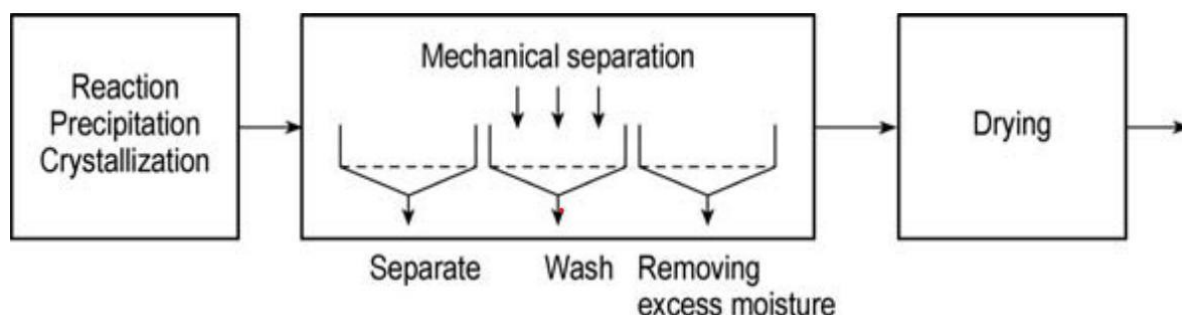 Reaction
Precipitation
Crystallization
Mechanical separation
Separate
Wash
Removing
excess moisture
Drying